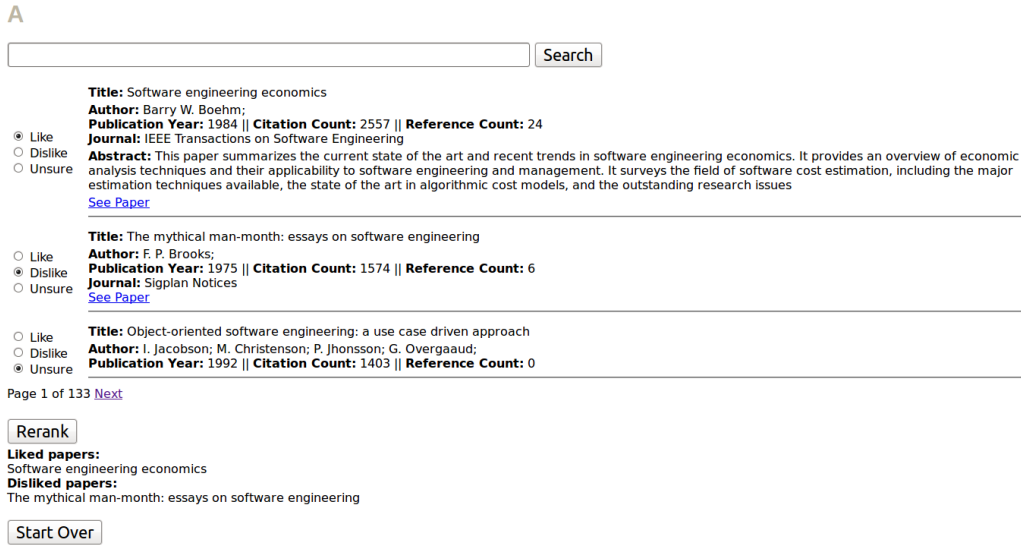 A
Search
Title: Software engineering economics
Author: Barry W. Boehm;
Publication Year: 1984 || Citation Count: 2557 || Reference Count: 24
Journal: IEEE Transactions on Software Engineering
Like
Dislike
Unsure
Abstract: This paper summarizes the current state of the art and recent trends in software engineering economics. It provides an overview of economic
analysis techniques and their applicability to software engineering and management. It surveys the field of software cost estimation, including the major
estimation techniques available, the state of the art in algorithmic cost models, and the outstanding research issues
See Paper
Title: The mythical man-month: essays on software engineering
Author: F. P. Brooks;
Publication Year: 1975 || Citation Count: 1574 || Reference Count: 6
Journal: Sigplan Notices
See Paper
Like
Dislike
Unsure
Title: Object-oriented software engineering: a use case driven approach
Author: I. Jacobson; M. Christenson; P. Jhonsson; G. Overgaaud;
Publication Year: 1992 || Citation Count: 1403 || Reference Count: 0
Like
Dislike
Unsure
Page 1 of 133 Next
Rerank
Liked papers:
Software engineering economics
Disliked papers:
The mythical man-month: essays on software engineering
Start Over